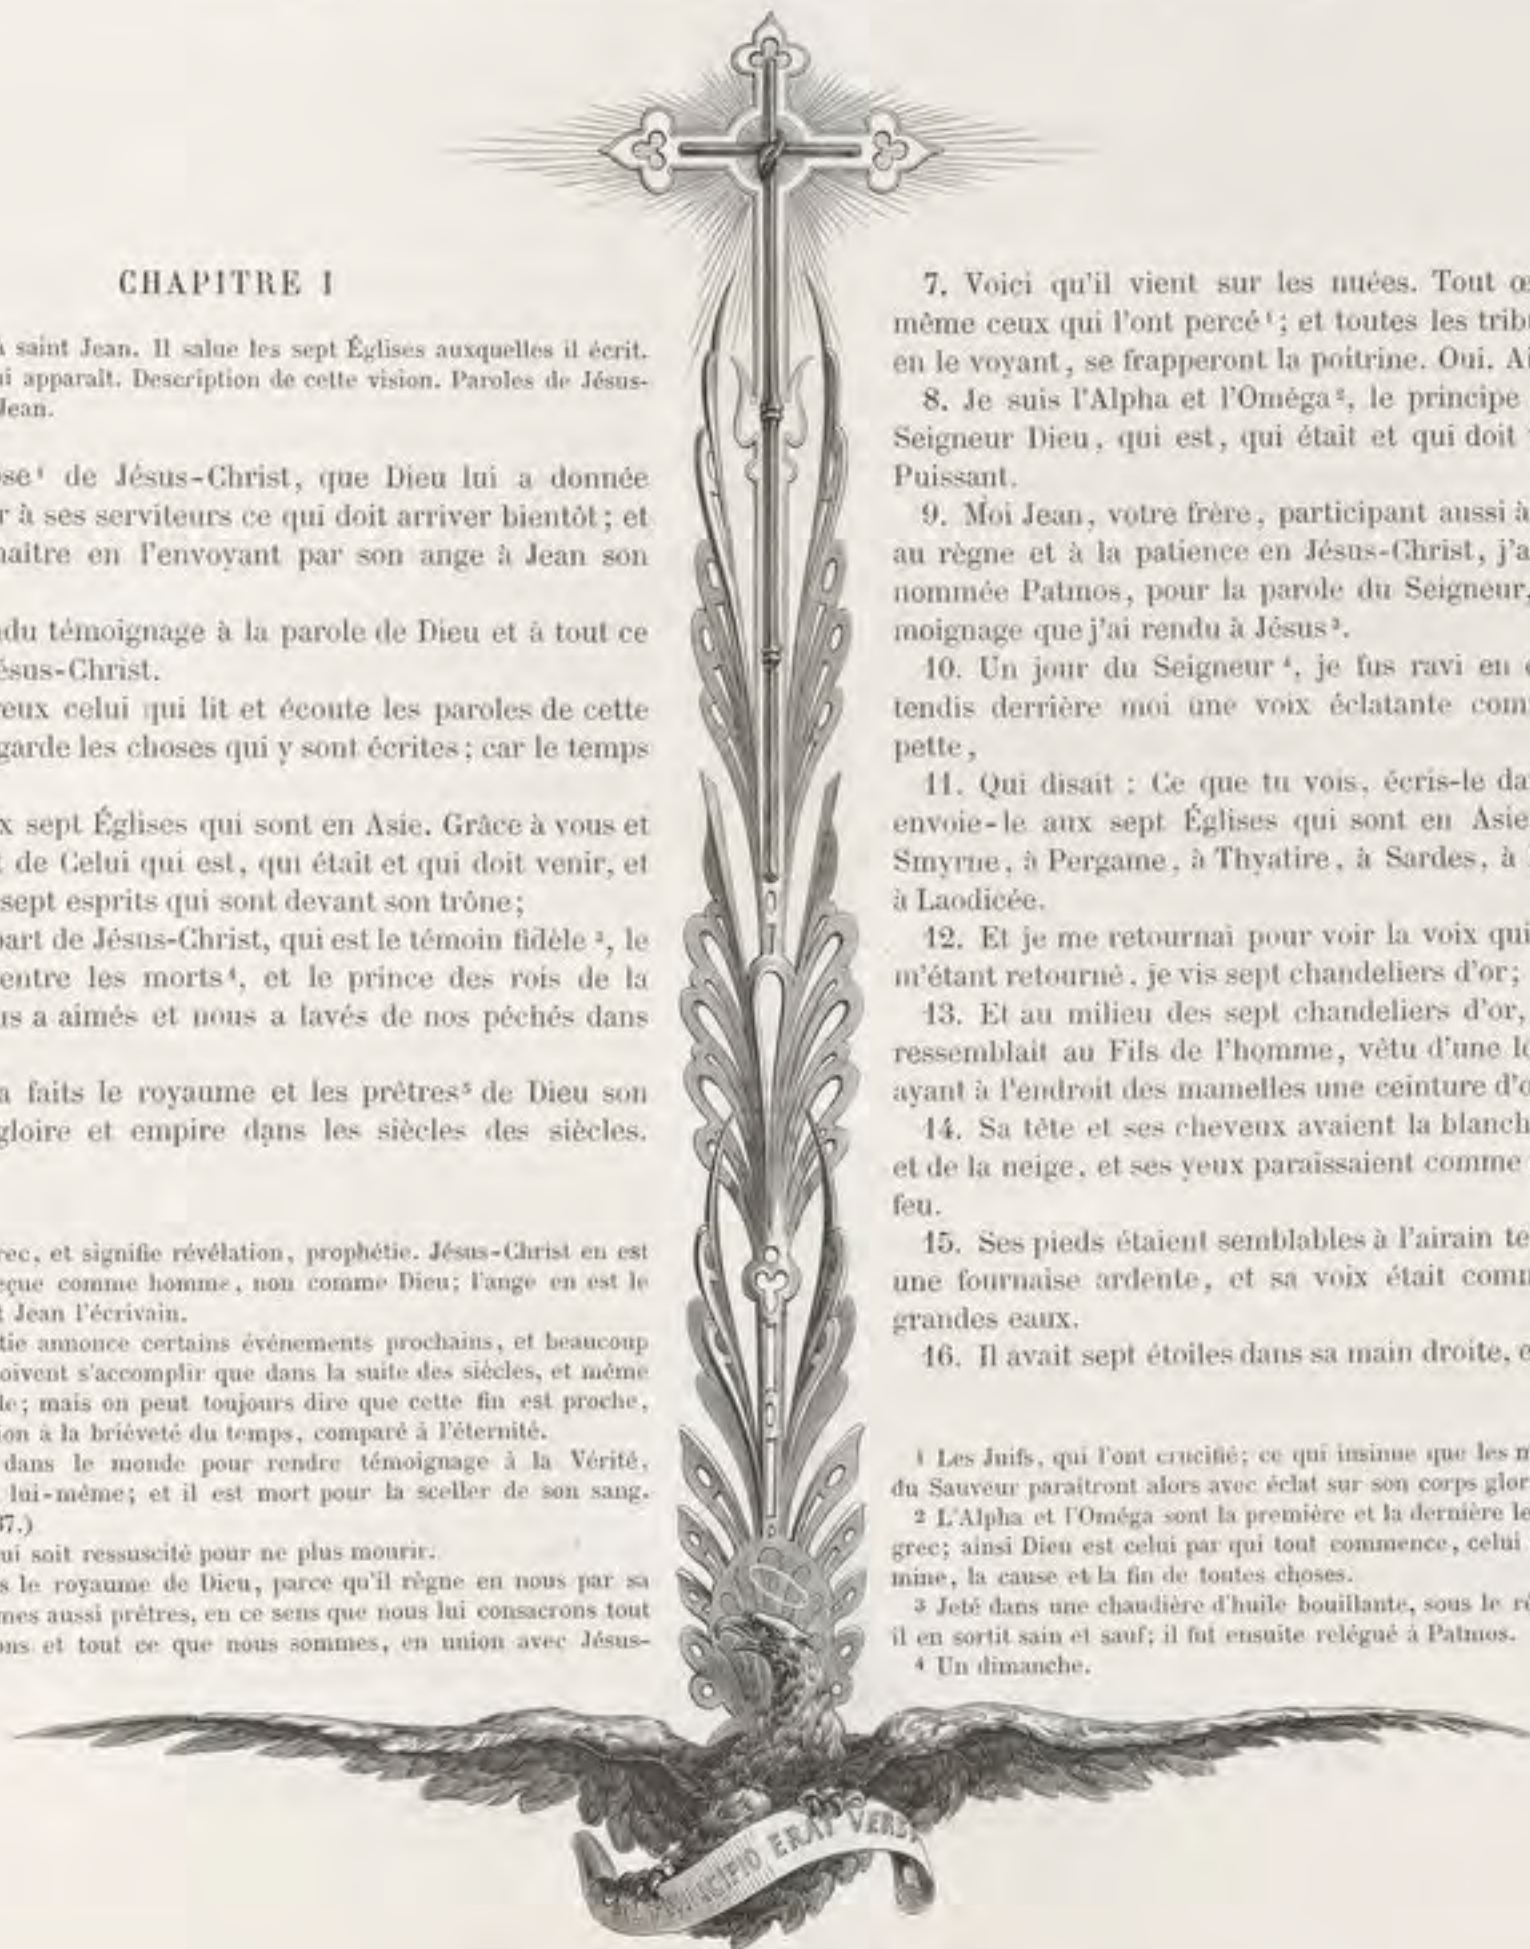 CHAPITRE I
à saint Jean. Il salue les sept Églises auxquelles il écrit.
apparaît. Description de cette vision. Paroles de Jésus-
Jean.
de Jésus-Christ, que Dieu lui a donnée
à ses serviteurs ce qui doit arriver bientôt; et
en l'envoyant par son ange à Jean son
témoignage à la parole de Dieu et à tout ce
Jésus-Christ.
celui qui lit et écoute les paroles de cette
garde les choses qui y sont écrites; car le temps
sept Églises qui sont en Asie. Grâce à vous et
de Celui qui est, qui était et qui doit venir, et
sept esprits qui sont devant son trône;
part de Jésus-Christ, qui est le témoin fidèle ³, le
entre les morts⁴, et le prince des rois de la
a aimés et nous a lavés de nos péchés dans
a faits le royaume et les prêtres⁵ de Dieu son
gloire et empire dans les siècles des siècles.
et signifie révélation, prophétie. Jésus-Christ en est
comme homme, non comme Dieu; l'ange en est le
Jean l'écrivain.
annonce certains événements prochains, et beaucoup
s'accomplir que dans la suite des siècles, et même
mais on peut toujours dire que cette fin est proche,
à la brièveté du temps, comparé à l'éternité.
dans le monde pour rendre témoignage à la Vérité,
lui-même; et il est mort pour la sceller de son sang.
37.)
soit ressuscité pour ne plus mourir.
le royaume de Dieu, parce qu'il règne en nous par sa
aussi prêtres, en ce sens que nous lui consacrons tout
et tout ce que nous sommes, en union avec Jésus-
7. Voici qu'il vient sur les nuées. Tout
même ceux qui l'ont percé¹; et toutes les
en le voyant, se frapperont la poitrine. Oui.
8. Je suis l'Alpha et l'Oméga², le principe
Seigneur Dieu, qui est, qui était et qui doit
Puissant.
9. Moi Jean, votre frère, participant aussi à
au règne et à la patience en Jésus-Christ,
nommée Patmos, pour la parole du Seigneur,
moignage que j'ai rendu à Jésus³.
10. Un jour du Seigneur⁴, je fus ravi en
tendis derrière moi une voix éclatante
pette,
11. Qui disait : Ce que tu vois, écris-le
envoie-le aux sept Églises qui sont en Asie
Smyrne, à Pergame, à Thyatire, à Sardes, à
à Laodicée.
12. Et je me retournai pour voir la voix qui
m'étant retourné, je vis sept chandeliers d'or;
13. Et au milieu des sept chandeliers d'or,
ressemblait au Fils de l'homme, vêtu d'une
ayant à l'endroit des mamelles une ceinture
14. Sa tête et ses cheveux avaient la
et de la neige, et ses yeux paraissaient comme
feu.
15. Ses pieds étaient semblables à l'airain
une fournaise ardente, et sa voix était
grandes eaux.
16. Il avait sept étoiles dans sa main droite,
1 Les Juifs, qui l'ont crucifié; ce qui insinue que les
du Sauveur paraîtront alors avec éclat sur son corps
2 L'Alpha et l'Oméga sont la première et la dernière
grec; ainsi Dieu est celui par qui tout commence, celui
mine, la cause et la fin de toutes choses.
3 Jeté dans une chaudière d'huile bouillante, sous le
il en sortit sain et sauf; il fut ensuite relégué à Patmos.
4 Un dimanche.
ERAT